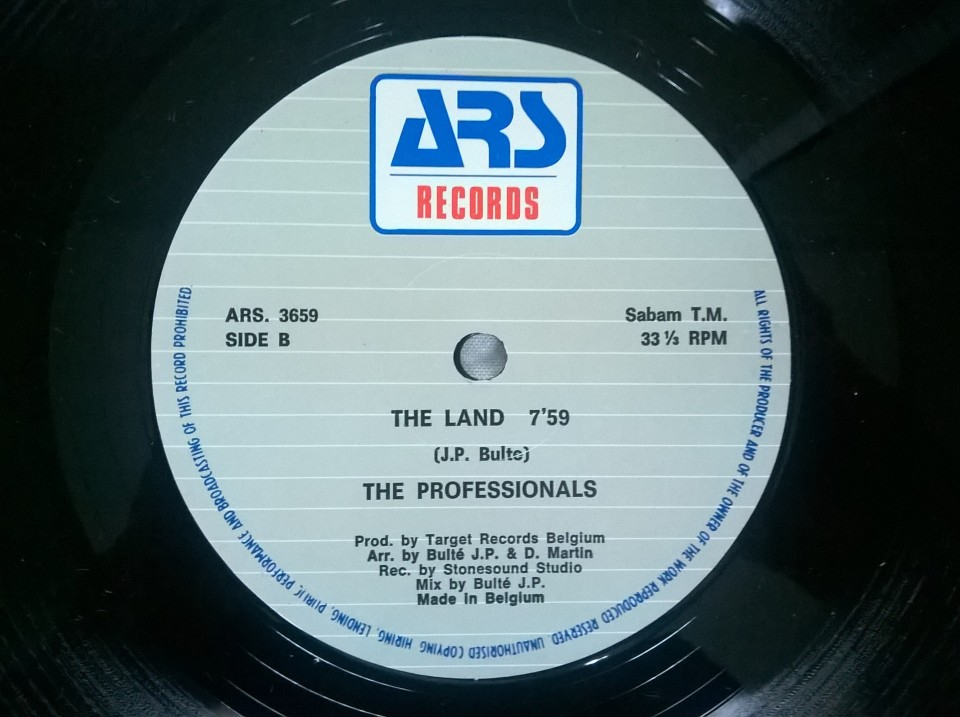 ARS
RECORDS
ARS. 3659
SIDE B
Sabam T.M.
33 ⅓ RPM
THE LAND 7'59
(J.P. Bulte)
THE PROFESSIONALS
Prod. by Target Records Belgium
Arr. by Bulté J.P. & D. Martin
Rec. by Stonesound Studio
Mix by Bulté J.P.
Made in Belgium
ALL RIGHTS OF THE PRODUCER AND OF THE OWNER OF THE WORK REPRODUCED RESERVED. UNAUTHORISED COPYING, HIRING, LENDING, PUBLIC PERFORMANCE AND BROADCASTING OF THIS RECORD PROHIBITED.